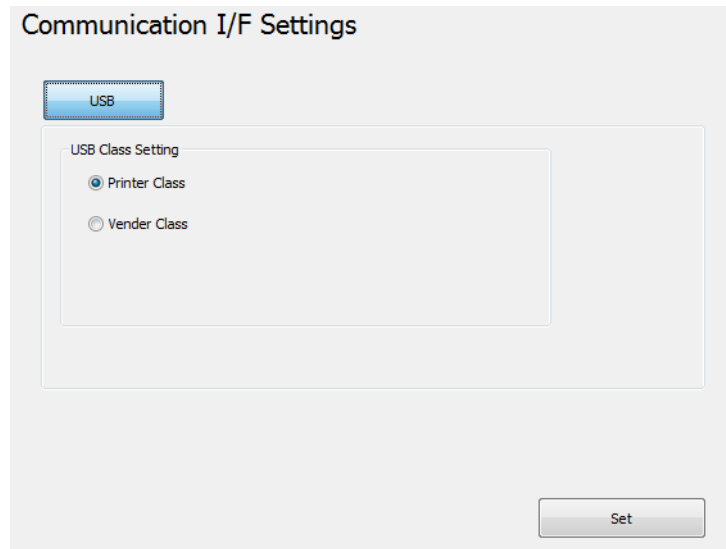 Communication I/F Settings
USB
USB Class Setting
Printer Class
Vender Class
Set